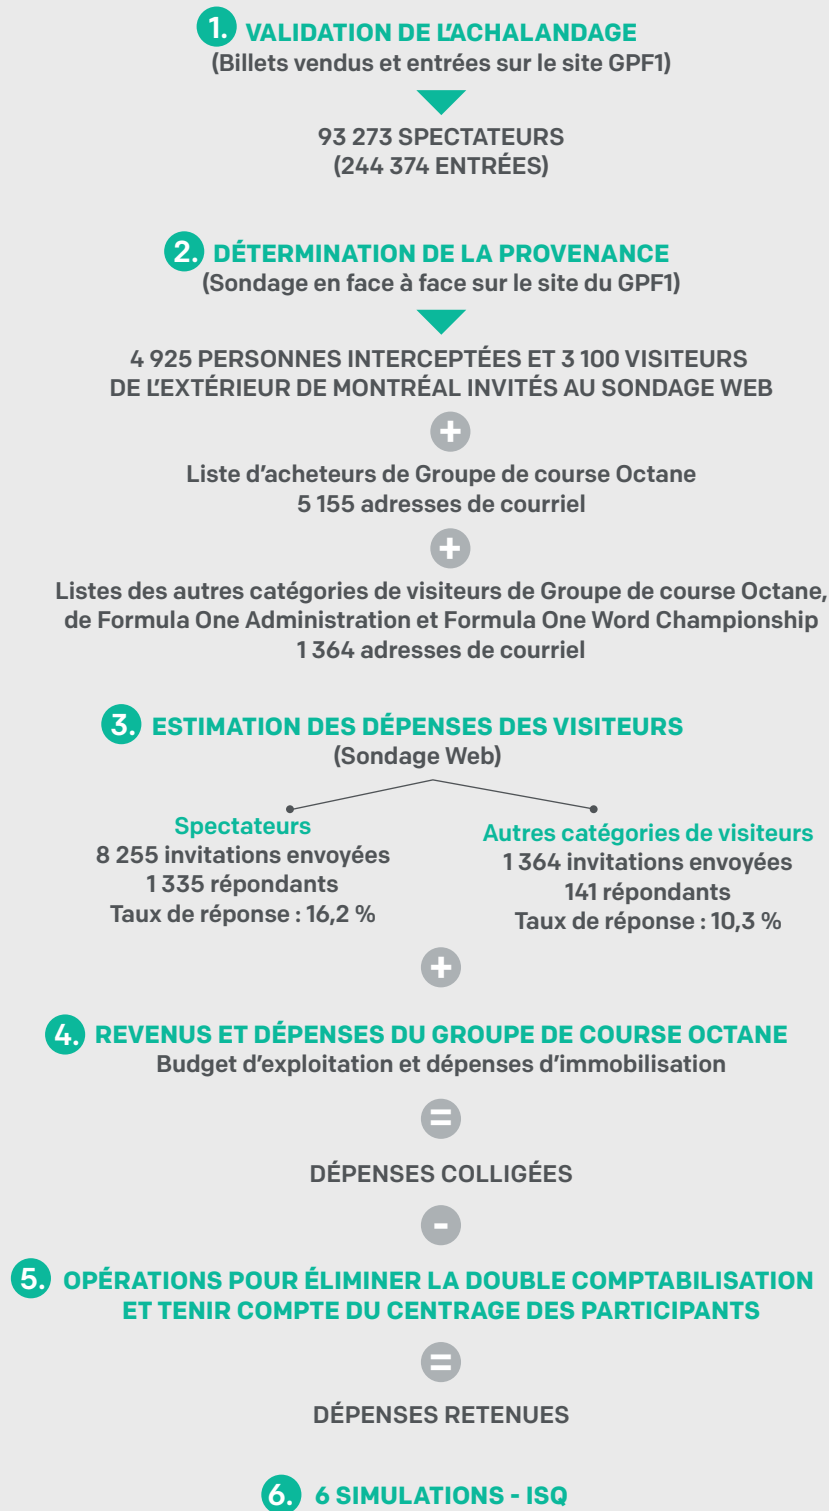 1. VALIDATION DE L'ACHALANDAGE
(Billets vendus et entrées sur le site GPF1)
93 273 SPECTATEURS
(244 374 ENTRÉES)
2. DÉTERMINATION DE LA PROVENANCE
(Sondage en face à face sur le site du GPF1)
4 925 PERSONNES INTERCEPTÉES ET 3 100 VISITEURS
DE L'EXTÉRIEUR DE MONTRÉAL INVITÉS AU SONDAGE WEB
+
Liste d'acheteurs de Groupe de course Octane
5 155 adresses de courriel
+
Listes des autres catégories de visiteurs de Groupe de course Octane,
de Formula One Administration et Formula One Word Championship
1 364 adresses de courriel
3. ESTIMATION DES DÉPENSES DES VISITEURS
(Sondage Web)
Spectateurs
8 255 invitations envoyées
1 335 répondants
Taux de réponse : 16,2 %
Autres catégories de visiteurs
1 364 invitations envoyées
141 répondants
Taux de réponse : 10,3 %
+
4. REVENUS ET DÉPENSES DU GROUPE DE COURSE OCTANE
Budget d'exploitation et dépenses d'immobilisation
=
DÉPENSES COLLIGÉES
-
5. OPÉRATIONS POUR ÉLIMINER LA DOUBLE COMPTABILISATION
ET TENIR COMPTE DU CENTRAGE DES PARTICIPANTS
=
DÉPENSES RETENUES
6. 6 SIMULATIONS - ISQ